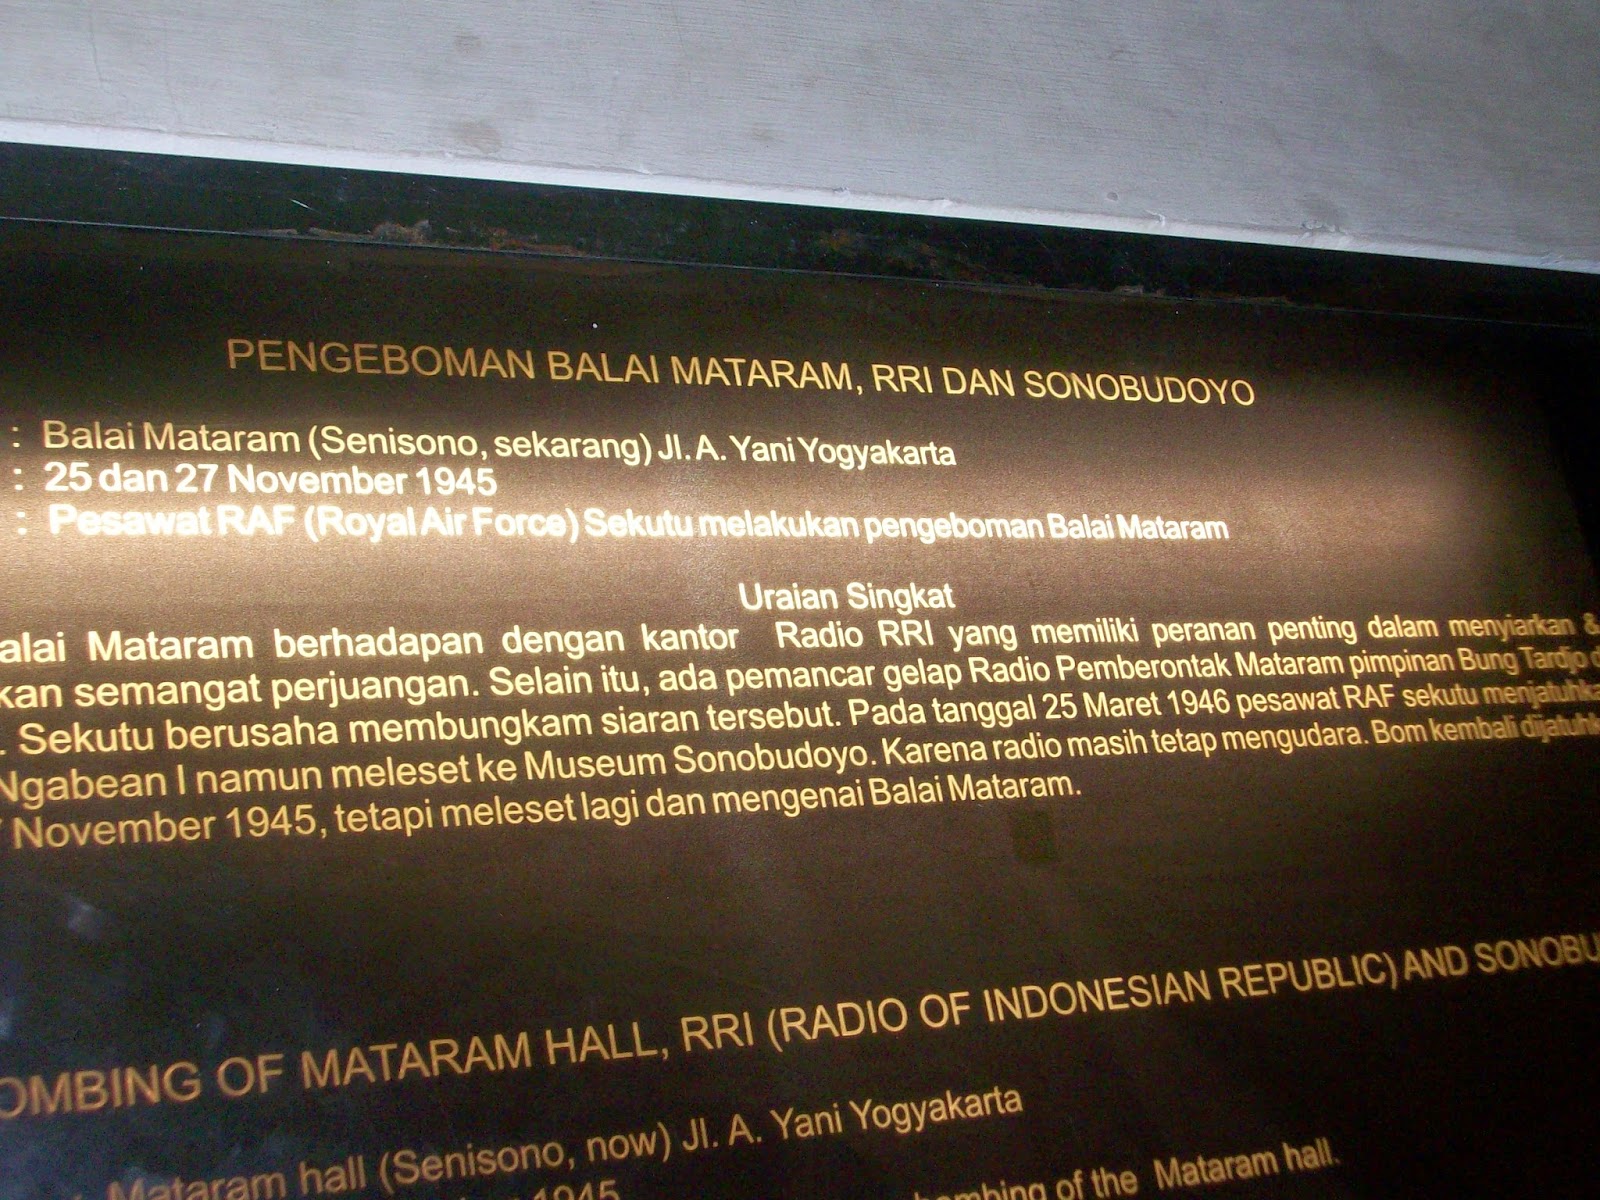 PENGEBOMAN BALAI MATARAM, RRI DAN SONOBUDOYO
: Balai Mataram (Senisono, sekarang) Jl. A. Yani Yogyakarta
: 25 dan 27 November 1945
: Pesawat RAF (Royal Air Force) Sekutu melakukan pengeboman Balai Mataram
Uraian Singkat
alai Mataram berhadapan dengan kantor Radio RRI yang memiliki peranan penting dalam menyiarkan &
kan semangat perjuangan. Selain itu, ada pemancar gelap Radio Pemberontak Mataram pimpinan Bung Tardjo d
. Sekutu berusaha membungkam siaran tersebut. Pada tanggal 25 Maret 1946 pesawat RAF sekutu menjatuhka
Ngabean I namun meleset ke Museum Sonobudoyo. Karena radio masih tetap mengudara. Bom kembali dijatuhk
November 1945, tetapi meleset lagi dan mengenai Balai Mataram.
OMBING OF MATARAM HALL, RRI (RADIO OF INDONESIAN REPUBLIC) AND SONOBU
: Mataram hall (Senisono, now) Jl. A. Yani Yogyakarta
1945
bombing of the Mataram hall.